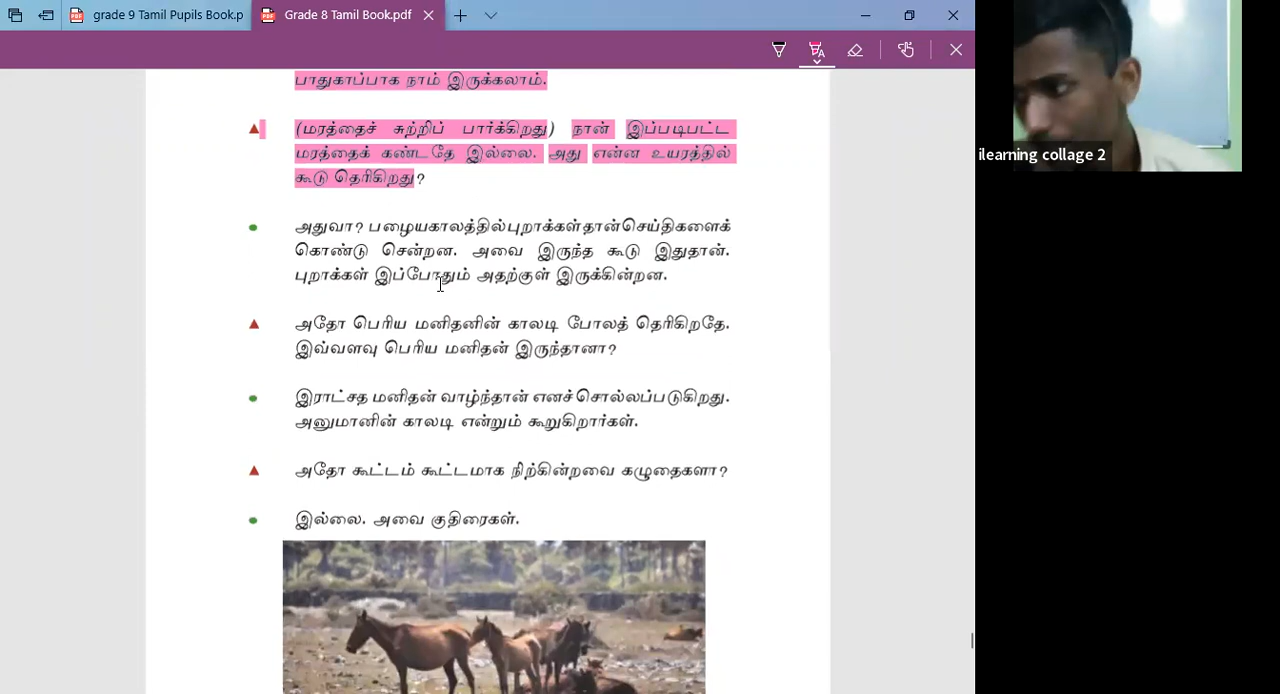 grade 9 Tamil Pupils Book.p
Grade 8 Tamil Book.pdf
பாதுகாப்பாக நாம் இருக்கலாம்.
(மரத்தைச் சுற்றிப் பார்க்கிறது) நான் இப்படிபட்ட
மரத்தைக் கண்டதே இல்லை. அது என்ன உயரத்தில்
கூடு தெரிகிறது?
அதுவா? பழையகாலத்தில்புறாக்கள்தான்செய்திகளைக்
கொண்டு சென்றன. அவை இருந்த கூடு இதுதான்.
புறாக்கள் இப்போதும் அதற்குள் இருக்கின்றன.
அதோ பெரிய மனிதனின் காலடி போலத் தெரிகிறதே.
இவ்வளவு பெரிய மனிதன் இருந்தானா?
இராட்சத மனிதன் வாழ்ந்தான் எனச் சொல்லப்படுகிறது.
அனுமானின் காலடி என்றும் கூறுகிறார்கள்.
அதோ கூட்டம் கூட்டமாக நிற்கின்றவை கழுதைகளா?
இல்லை. அவை குதிரைகள்.
ilearning collage 2